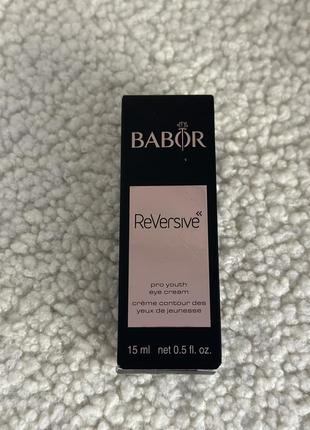 BABOR
ReVersive«
pro youth
eye cream
crème contour des
yeux de jeunesse
15 ml   net 0.5 fl. oz.